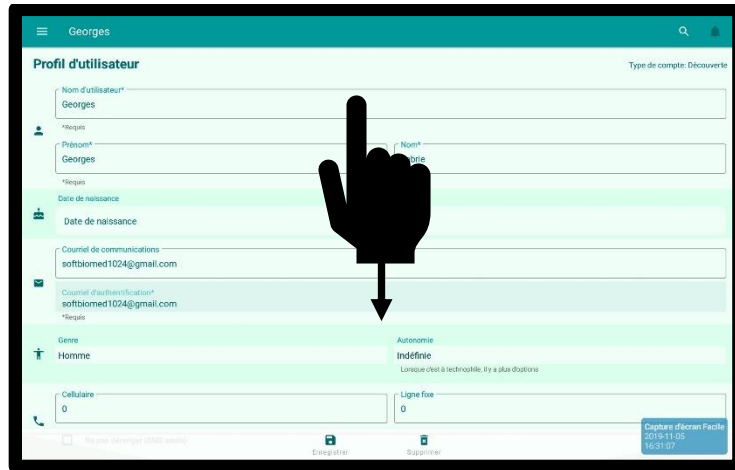 Georges
Profil d'utilisateur
Type de compte: Découverte
Nom d'utilisateur*
Georges
*Requis
Prénom* Nom*
Georges
*Requis
Date de naissance
Date de naissance
Courriel de communications
softbiomed1024@gmail.com
Courriel d'authentification*
softbiomed1024@gmail.com
*Requis
Genre Autonomie
Homme Indéfinie
Lorsque c'est à technophile, il y a plus d'options
Cellulaire Ligne fixe
0 0
Enregistrer Supprimer
Capture d'écran Facile
2019-11-05
16:31:07